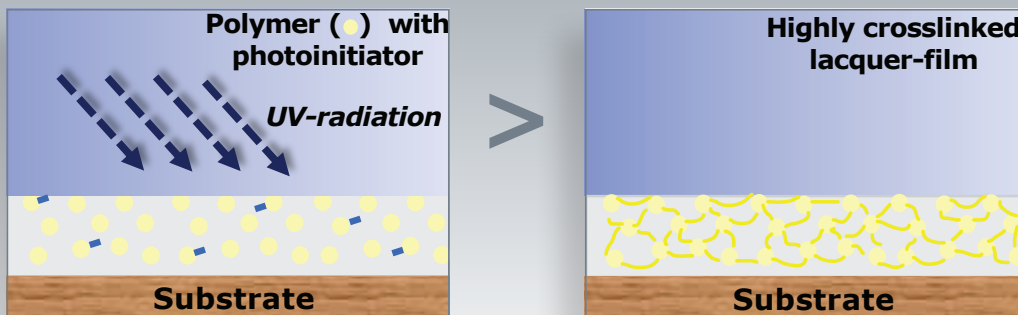 Polymer ( ) with
photoinitiator
UV-radiation
Substrate
>
Highly crosslinked
lacquer-film
Substrate